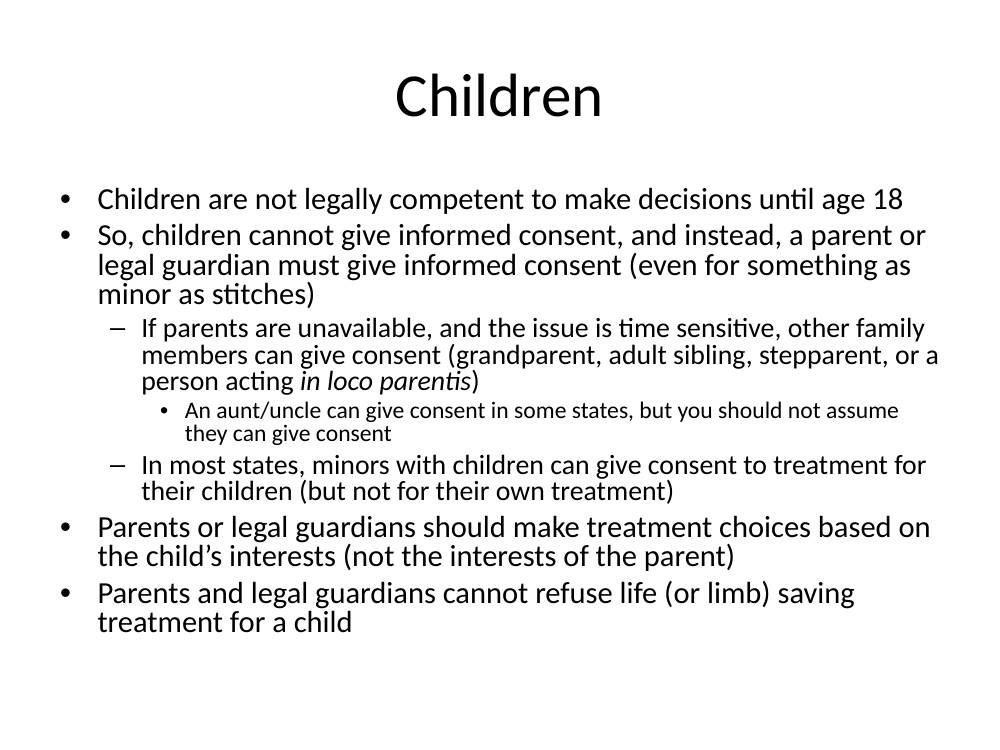 Children
• Children are not legally competent to make decisions until age 18
• So, children cannot give informed consent, and instead, a parent or
legal guardian must give informed consent (even for something as
minor as stitches)
– If parents are unavailable, and the issue is time sensitive, other family
members can give consent (grandparent, adult sibling, stepparent, or a
person acting in loco parentis)
• An aunt/uncle can give consent in some states, but you should not assume
they can give consent
– In most states, minors with children can give consent to treatment for
their children (but not for their own treatment)
• Parents or legal guardians should make treatment choices based on
the child’s interests (not the interests of the parent)
• Parents and legal guardians cannot refuse life (or limb) saving
treatment for a child